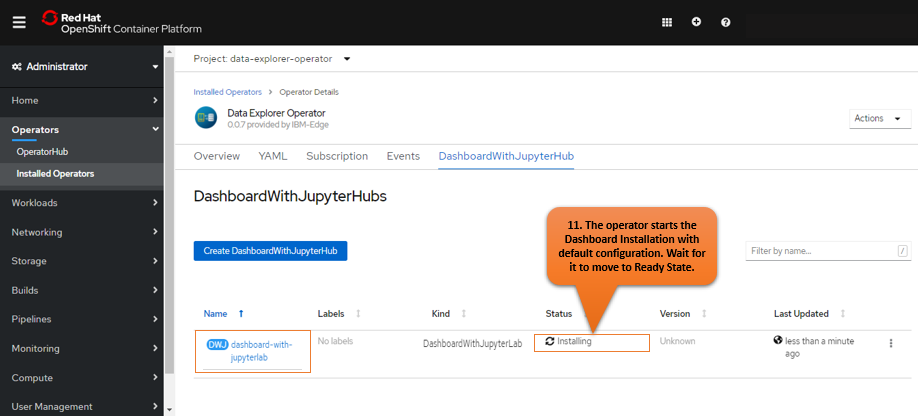 Red Hat
OpenShift Container Platform
Administrator
Home
Operators
OperatorHub
Installed Operators
Workloads
Networking
Storage
Builds
Pipelines
Monitoring
Compute
User Management
Project: data-explorer-operator
Installed Operators > Operator Details
Data Explorer Operator
0.0.7 provided by IBM-Edge
Actions
Overview YAML Subscription Events DashboardWithJupyterHub
DashboardWithJupyterHubs
11. The operator starts the
Dashboard Installation with
default configuration. Wait for
it to move to Ready State.
Create DashboardWithJupyterHub
Filter by name... /
Name Labels Kind Status Version Last Updated
DWJ dashboard-with-
jupyterlab
No labels
DashboardWithJupyterLab
Installing
Unknown
less than a minute
ago